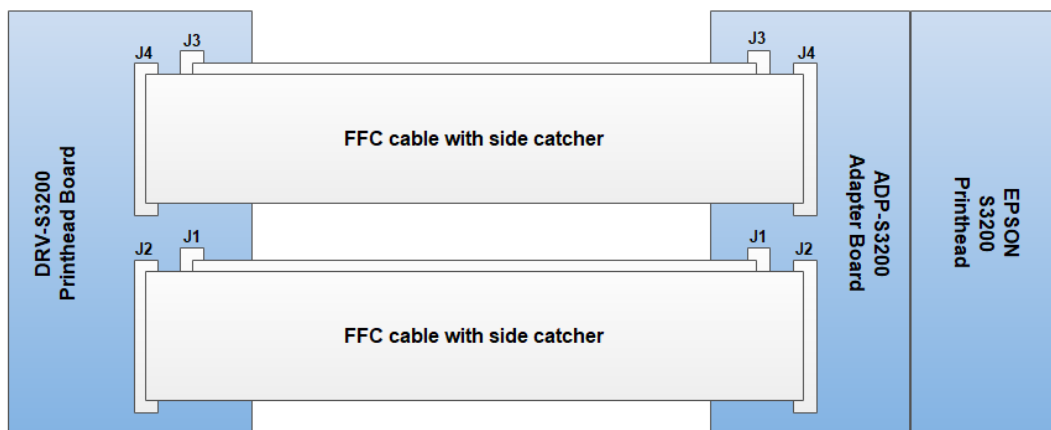 J3
J4
J3
J4
FFC cable with side catcher
DRV-S3200
Printhead Board
ADP-S3200
Adapter Board
EPSON
S3200
Printhead
J1
J2
J1
J2
FFC cable with side catcher